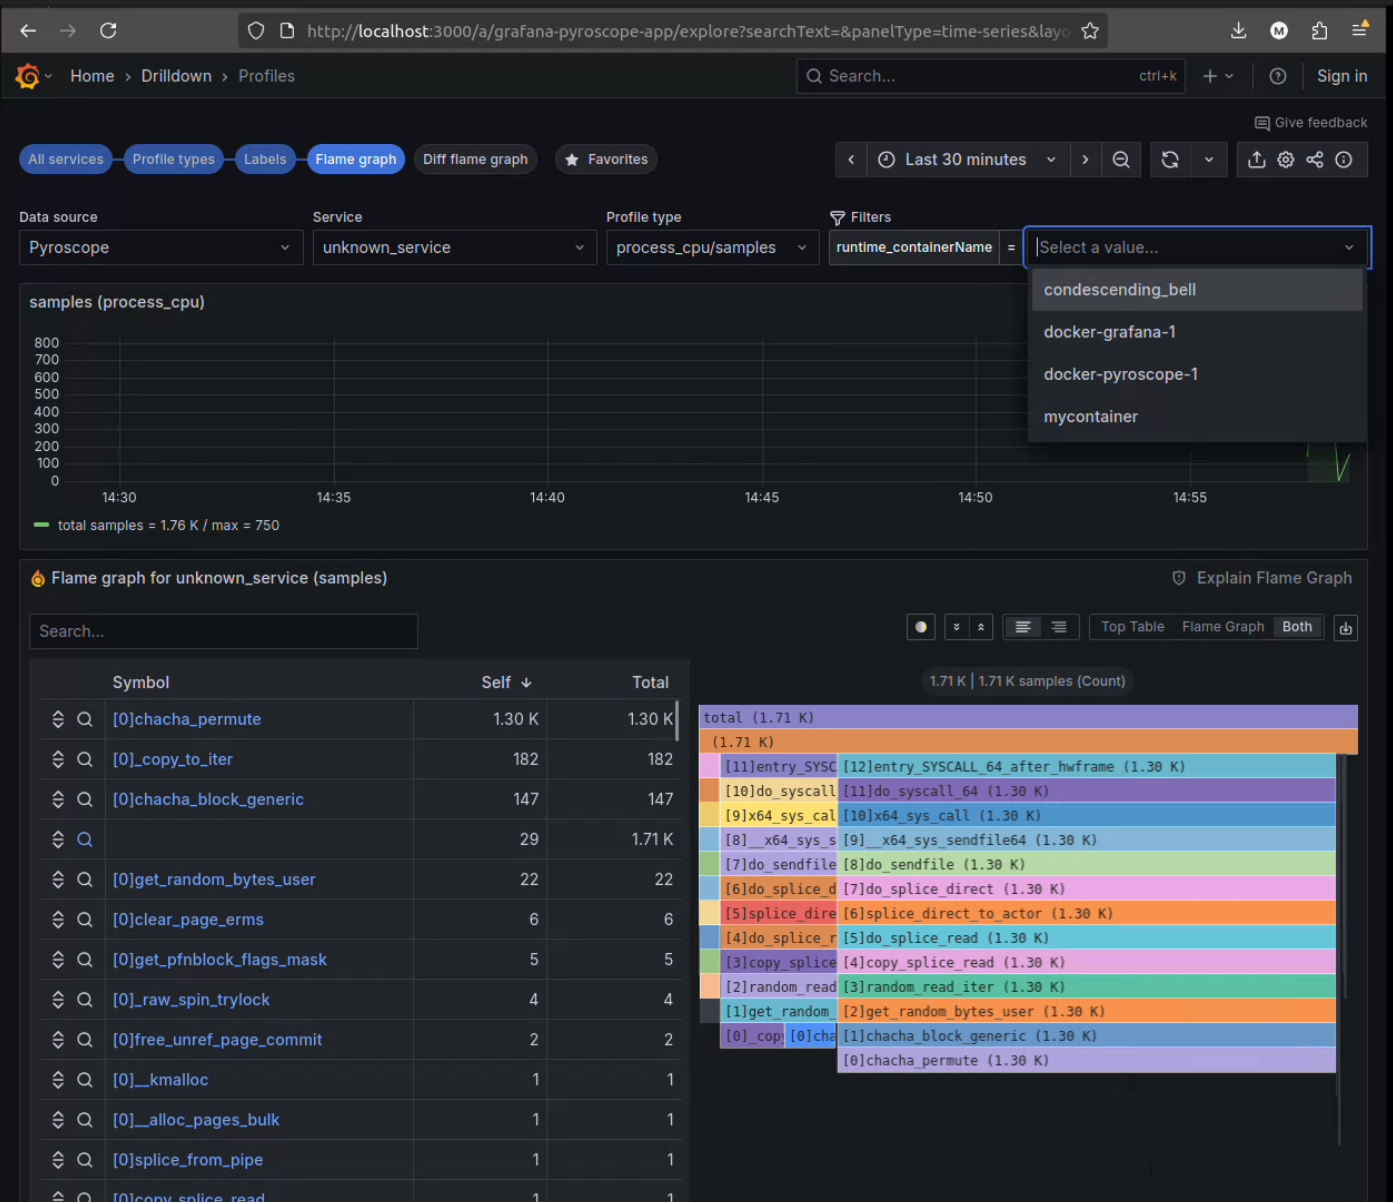 http://localhost:3000/a/grafana-pyroscope-app/explore?searchText=&panelType=time-series&layo
M
Home › Drilldown › Profiles
Search... ctrl+k
Sign in
Give feedback
All services Profile types Labels Flame graph Diff flame graph Favorites
Last 30 minutes
Data source Service Profile type Filters
Pyroscope unknown_service process_cpu/samples runtime_containerName = Select a value...
condescending_bell
docker-grafana-1
docker-pyroscope-1
mycontainer
samples (process_cpu)
800
700
600
500
400
300
200
100
0
14:30 14:35 14:40 14:45 14:50 14:55
total samples = 1.76 K / max = 750
Flame graph for unknown_service (samples) Explain Flame Graph
Search... Top Table Flame Graph Both
Symbol Self Total
[0]chacha_permute 1.30 K 1.30 K
[0]_copy_to_iter 182 182
[0]chacha_block_generic 147 147
29 1.71 K
[0]get_random_bytes_user 22 22
[0]clear_page_erms 6 6
[0]get_pfnblock_flags_mask 5 5
[0]_raw_spin_trylock 4 4
[0]free_unref_page_commit 2 2
[0]__kmalloc 1 1
[0]__alloc_pages_bulk 1 1
[0]splice_from_pipe 1 1
[0]copy_splice_read 1 1
1.71 K | 1.71 K samples (Count)
total (1.71 K)
(1.71 K)
[11]entry_SYSC [12]entry_SYSCALL_64_after_hwframe (1.30 K)
[10]do_syscall [11]do_syscall_64 (1.30 K)
[9]x64_sys_cal [10]x64_sys_call (1.30 K)
[8]__x64_sys_s [9]__x64_sys_sendfile64 (1.30 K)
[7]do_sendfile [8]do_sendfile (1.30 K)
[6]do_splice_d [7]do_splice_direct (1.30 K)
[5]splice_dire [6]splice_direct_to_actor (1.30 K)
[4]do_splice_r [5]do_splice_read (1.30 K)
[3]copy_splice [4]copy_splice_read (1.30 K)
[2]random_read [3]random_read_iter (1.30 K)
[1]get_random_ [2]get_random_bytes_user (1.30 K)
[0]_cop [0]cha [1]chacha_block_generic (1.30 K)
[0]chacha_permute (1.30 K)